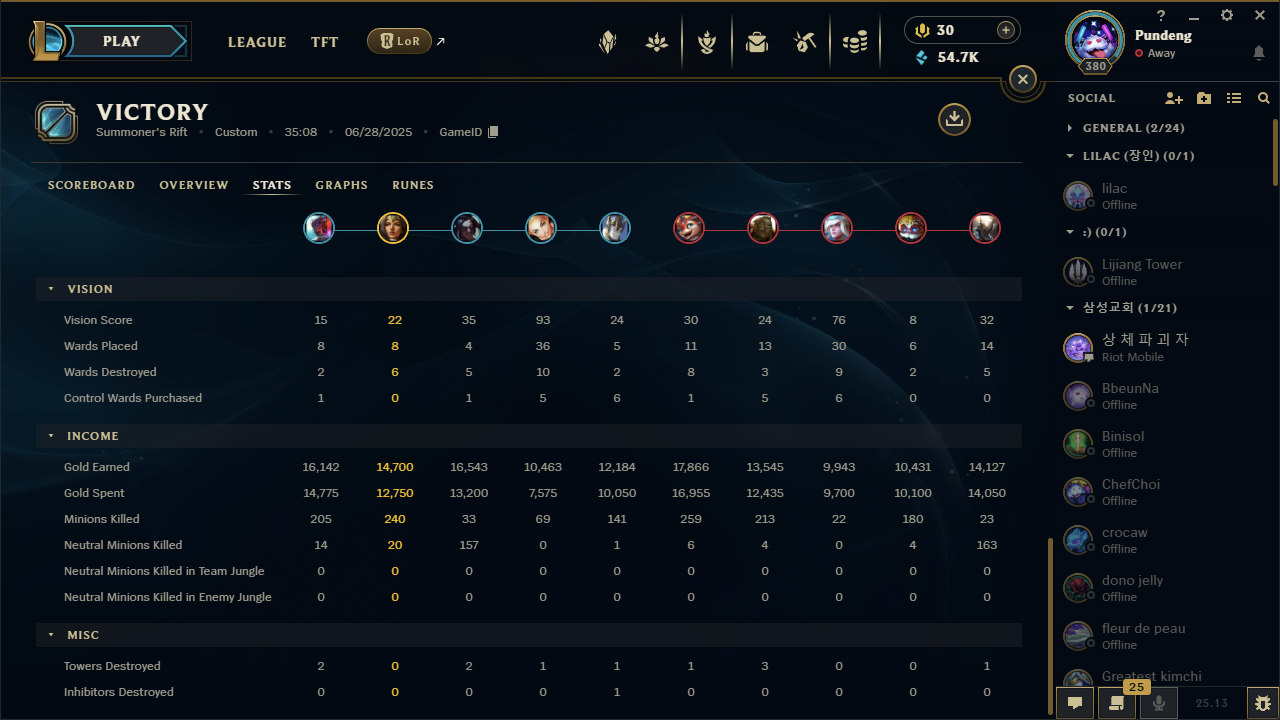 PLAY
LEAGUE TFT LoR 30 54.7K
? Pundeng
Away
380
VICTORY
Summoner's Rift • Custom • 35:08 • 06/28/2025 • GameID
SCOREBOARD OVERVIEW STATS GRAPHS RUNES
VISION
Vision Score 15 22 35 93 24 30 24 76 8 32
Wards Placed 8 8 4 36 5 11 13 30 6 14
Wards Destroyed 2 6 5 10 2 8 3 9 2 5
Control Wards Purchased 1 0 1 5 6 1 5 6 0 0
INCOME
Gold Earned 16,142 14,700 16,543 10,463 12,184 17,866 13,545 9,943 10,431 14,127
Gold Spent 14,775 12,750 13,200 7,575 10,050 16,955 12,435 9,700 10,100 14,050
Minions Killed 205 240 33 69 141 259 213 22 180 23
Neutral Minions Killed 14 20 157 0 1 6 4 0 4 163
Neutral Minions Killed in Team Jungle 0 0 0 0 0 0 0 0 0 0
Neutral Minions Killed in Enemy Jungle 0 0 0 0 0 0 0 0 0 0
MISC
Towers Destroyed 2 0 2 1 1 1 3 0 0 1
Inhibitors Destroyed 0 0 0 0 1 0 0 0 0 0
SOCIAL
GENERAL (2/24)
LILAC (장인) (0/1)
lilac
Offline
:) (0/1)
Lijiang Tower
Offline
삼성교회 (1/21)
상 체 파 괴 자
Riot Mobile
BbeunNa
Offline
Binisol
Offline
ChefChoi
Offline
crocaw
Offline
dono jelly
Offline
fleur de peau
Offline
Greatest kimchi
25
25.13